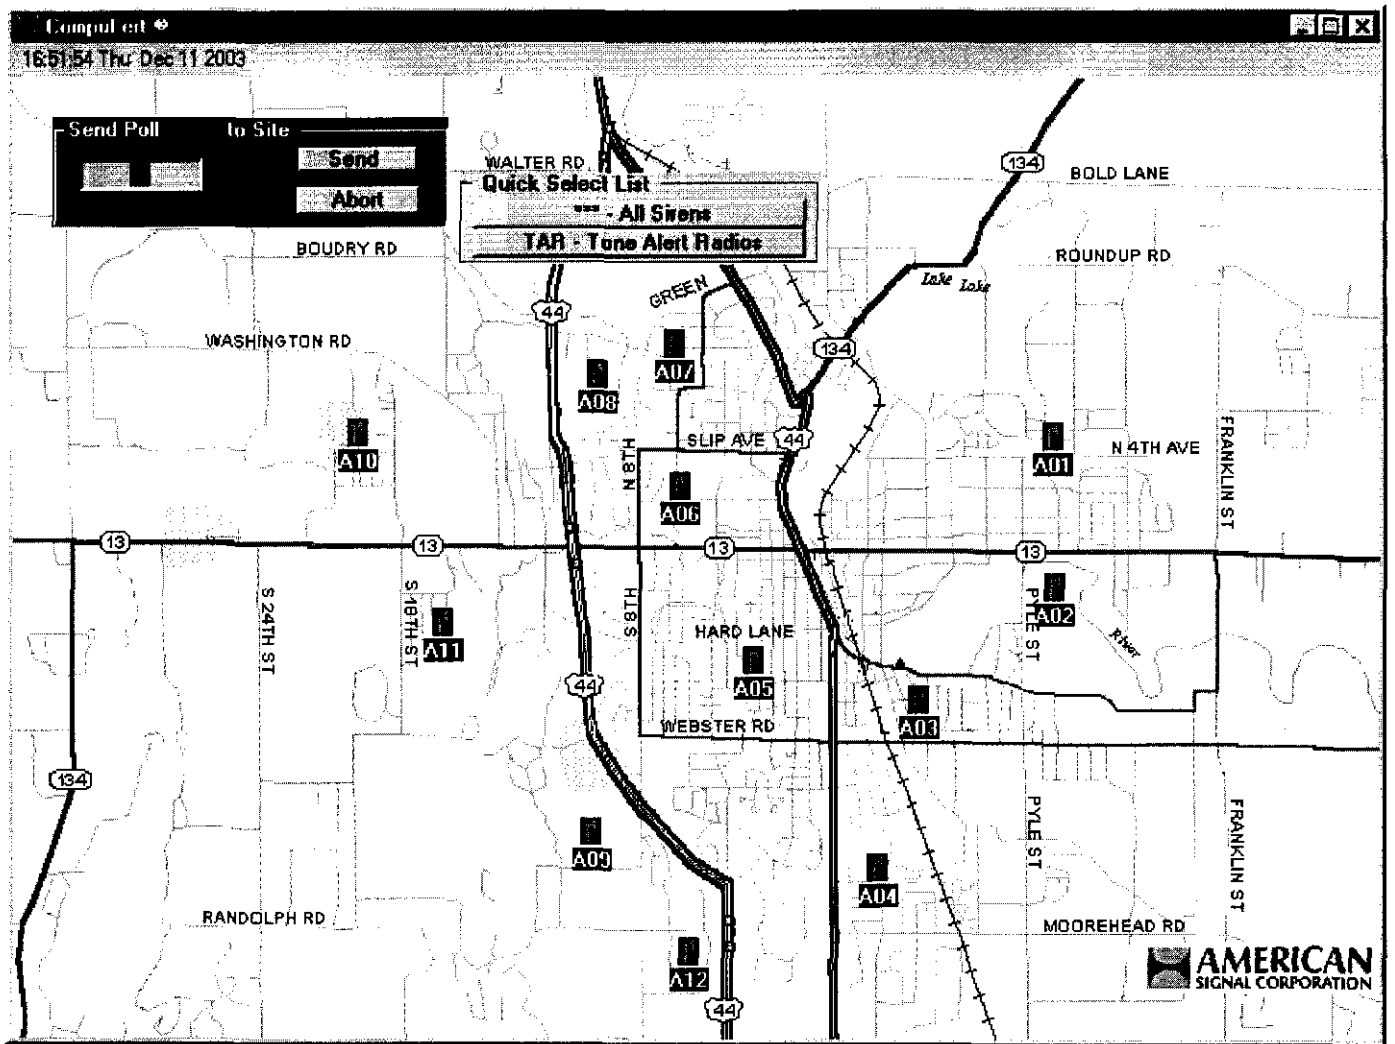 CompuLert ®
16:51:54 Thu Dec 11 2003
Send Poll to Site
Send
Abort
WALTER RD
Quick Select List
*** - All Sirens
TAR - Tone Alert Radios
134
BOLD LANE
BOUDRY RD
ROUNDUP RD
Lake Lake
GREEN
44
WASHINGTON RD
134
A07
A08
A10
SLIP AVE
44
N 8TH
A01
N 4TH AVE
FRANKLIN ST
A06
13
13
13
13
S 24TH ST
S 18TH ST
A11
S 8TH
HARD LANE
A05
A02
PYLE ST
River
44
WEBSTER RD
A03
134
A09
A04
PYLE ST
FRANKLIN ST
RANDOLPH RD
MOOREHEAD RD
A12
44
AMERICAN
SIGNAL CORPORATION